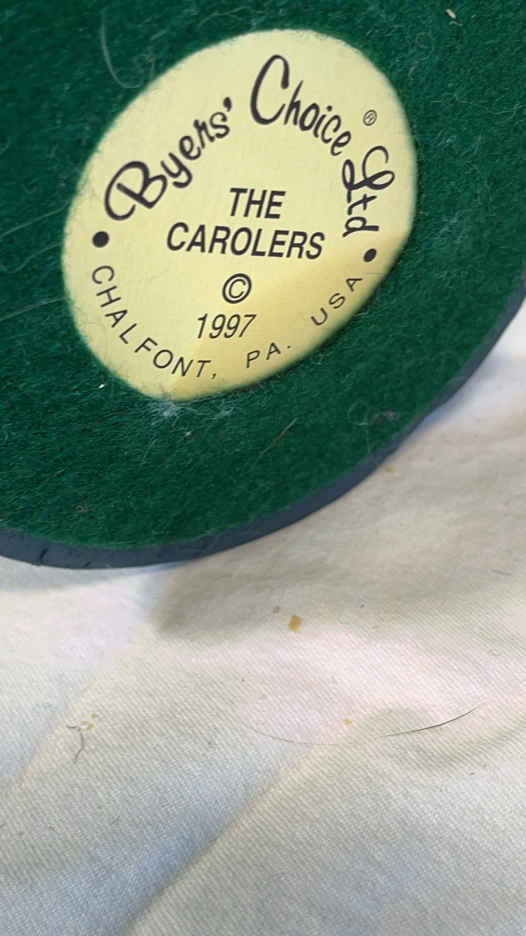 Byers' Choice Ltd ®
THE
CAROLERS
©
1997
• CHALFONT, PA. USA •